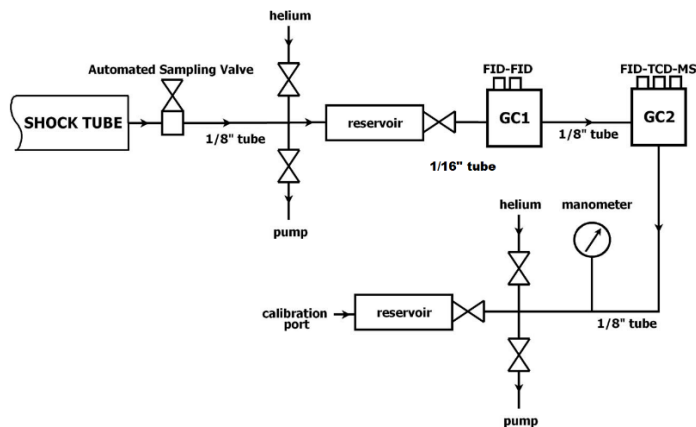 helium
Automated Sampling Valve
FID-FID
FID-TCD-MS
SHOCK TUBE
reservoir
GC1
GC2
1/8" tube
1/8" tube
1/16" tube
pump
helium
manometer
calibration
port
reservoir
1/8" tube
pump